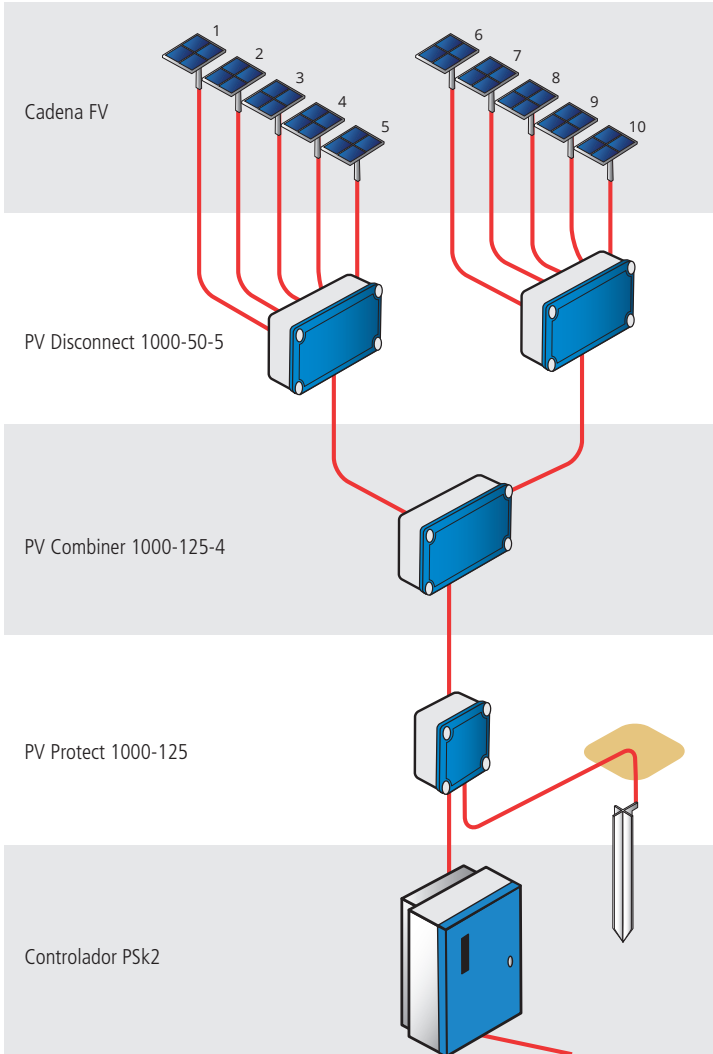 1
2
3
4
5
6
7
8
9
10
Cadena FV
PV Disconnect 1000-50-5
PV Combiner 1000-125-4
PV Protect 1000-125
Controlador PSk2